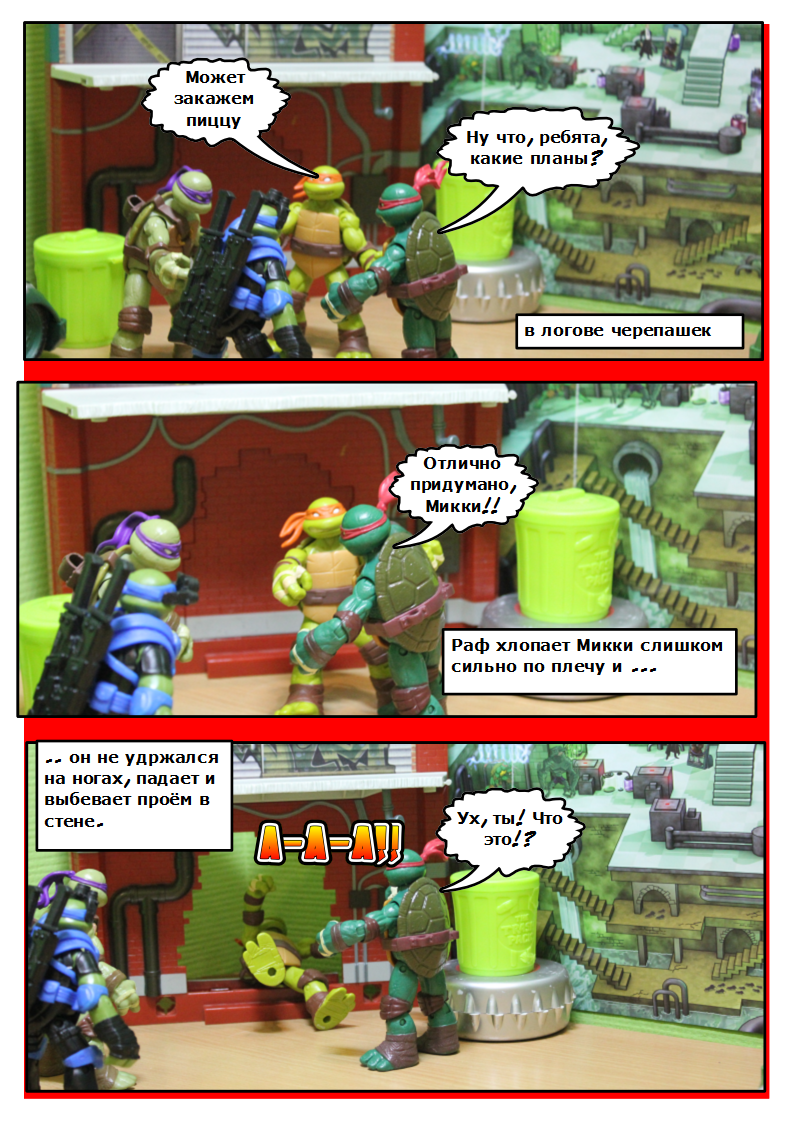 Может
закажем
пиццу
Ну что, ребята,
какие планы?
в логове черепашек
Отлично
придумано,
Микки!!
Раф хлопает Микки слишком
сильно по плечу и ...
.. он не удржался
на ногах, падает и
выбевает проём в
стене.
А-А-А!!
Ух, ты! Что
это!?